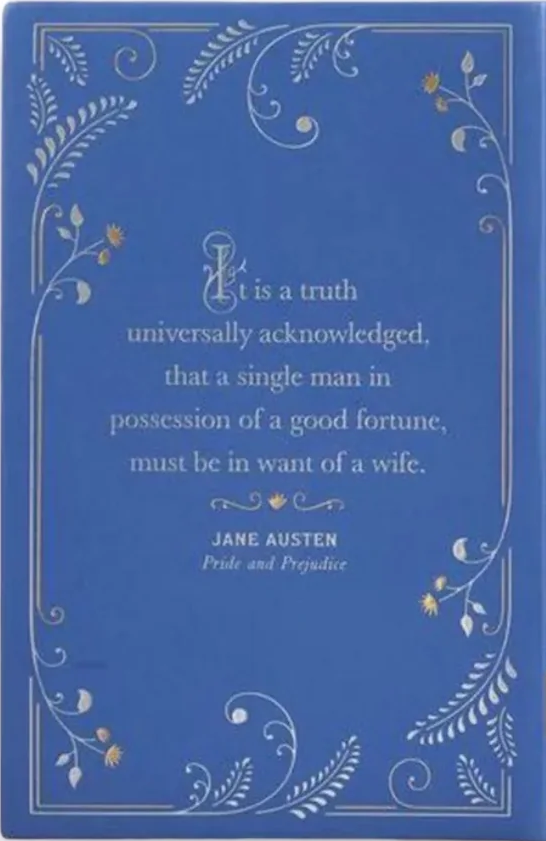 It is a truth
universally acknowledged,
that a single man in
possession of a good fortune,
must be in want of a wife.
JANE AUSTEN
Pride and Prejudice